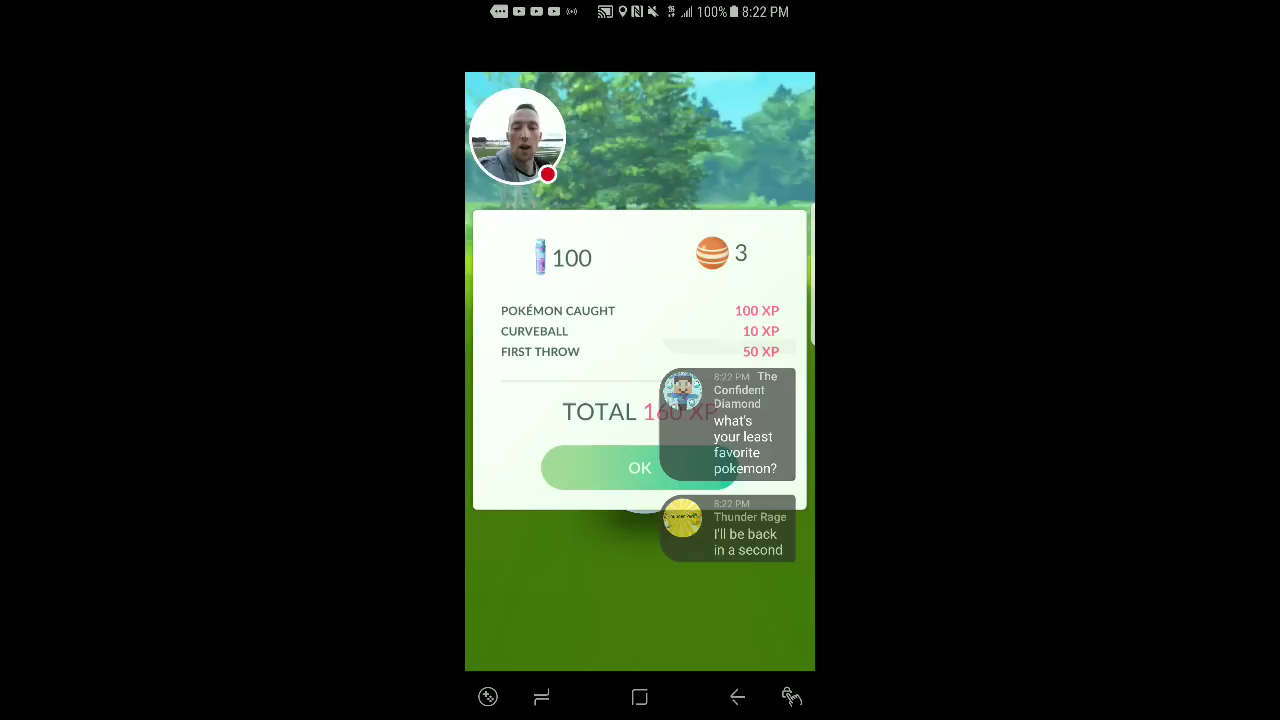 100% 8:22 PM
100
3
POKÉMON CAUGHT 100 XP
CURVEBALL 10 XP
FIRST THROW 50 XP
TOTAL 160 XP
OK
8:22 PM The
Confident
Diamond
what's
your least
favorite
pokemon?
8:22 PM
Thunder Rage
I'll be back
in a second